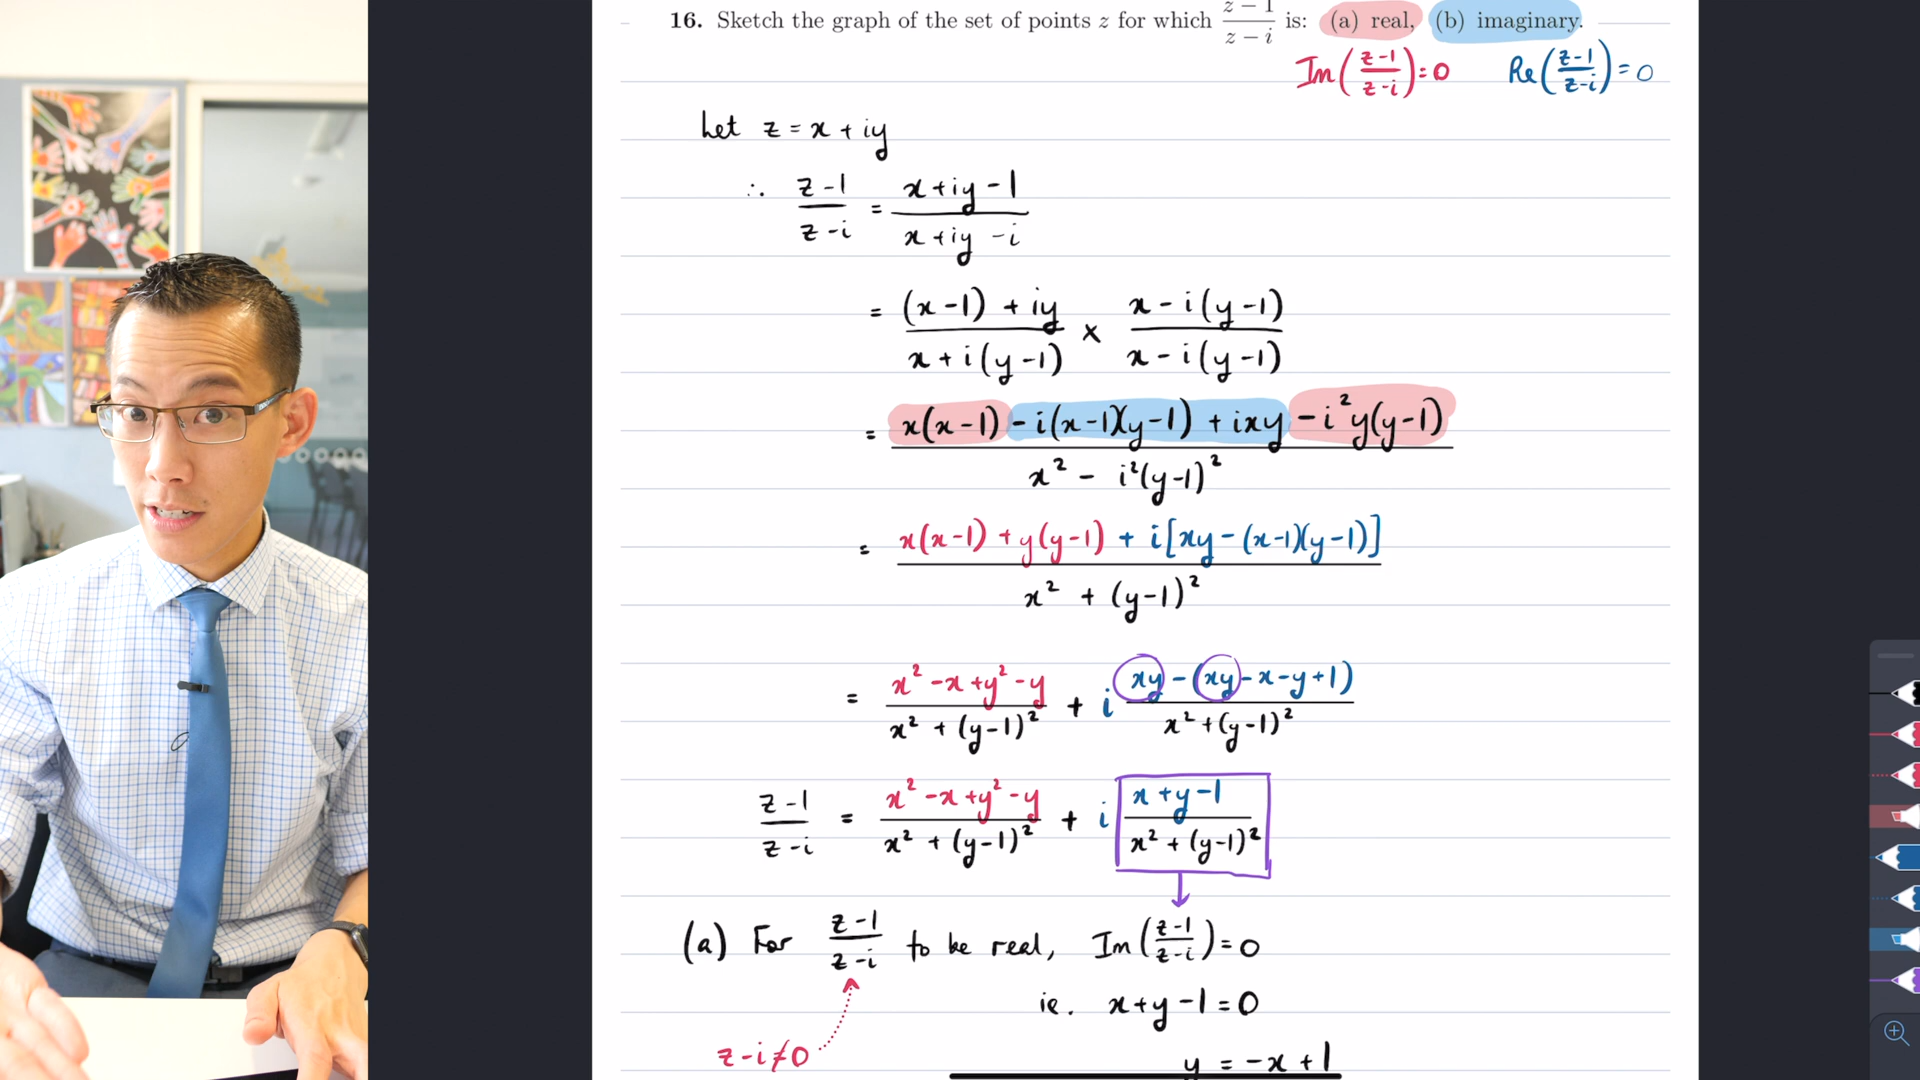 16. Sketch the graph of the set of points z for which (z − 1)/(z − i) is: (a) real, (b) imaginary.
Im((z-1)/(z-i)) = 0 Re((z-1)/(z-i)) = 0
Let z = x + iy
∴ (z-1)/(z-i) = (x+iy-1)/(x+iy-i)
= ((x-1) + iy)/(x + i(y-1)) × (x - i(y-1))/(x - i(y-1))
= (x(x-1) - i(x-1)(y-1) + ixy - i²y(y-1))/(x² - i²(y-1)²)
= (x(x-1) + y(y-1) + i[xy - (x-1)(y-1)])/(x² + (y-1)²)
= (x² - x + y² - y)/(x² + (y-1)²) + i (xy - (xy - x - y + 1))/(x² + (y-1)²)
(z-1)/(z-i) = (x² - x + y² - y)/(x² + (y-1)²) + i (x + y - 1)/(x² + (y-1)²)
(a) For (z-1)/(z-i) to be real, Im((z-1)/(z-i)) = 0
ie. x+y-1=0
z-i≠0
y = -x+1